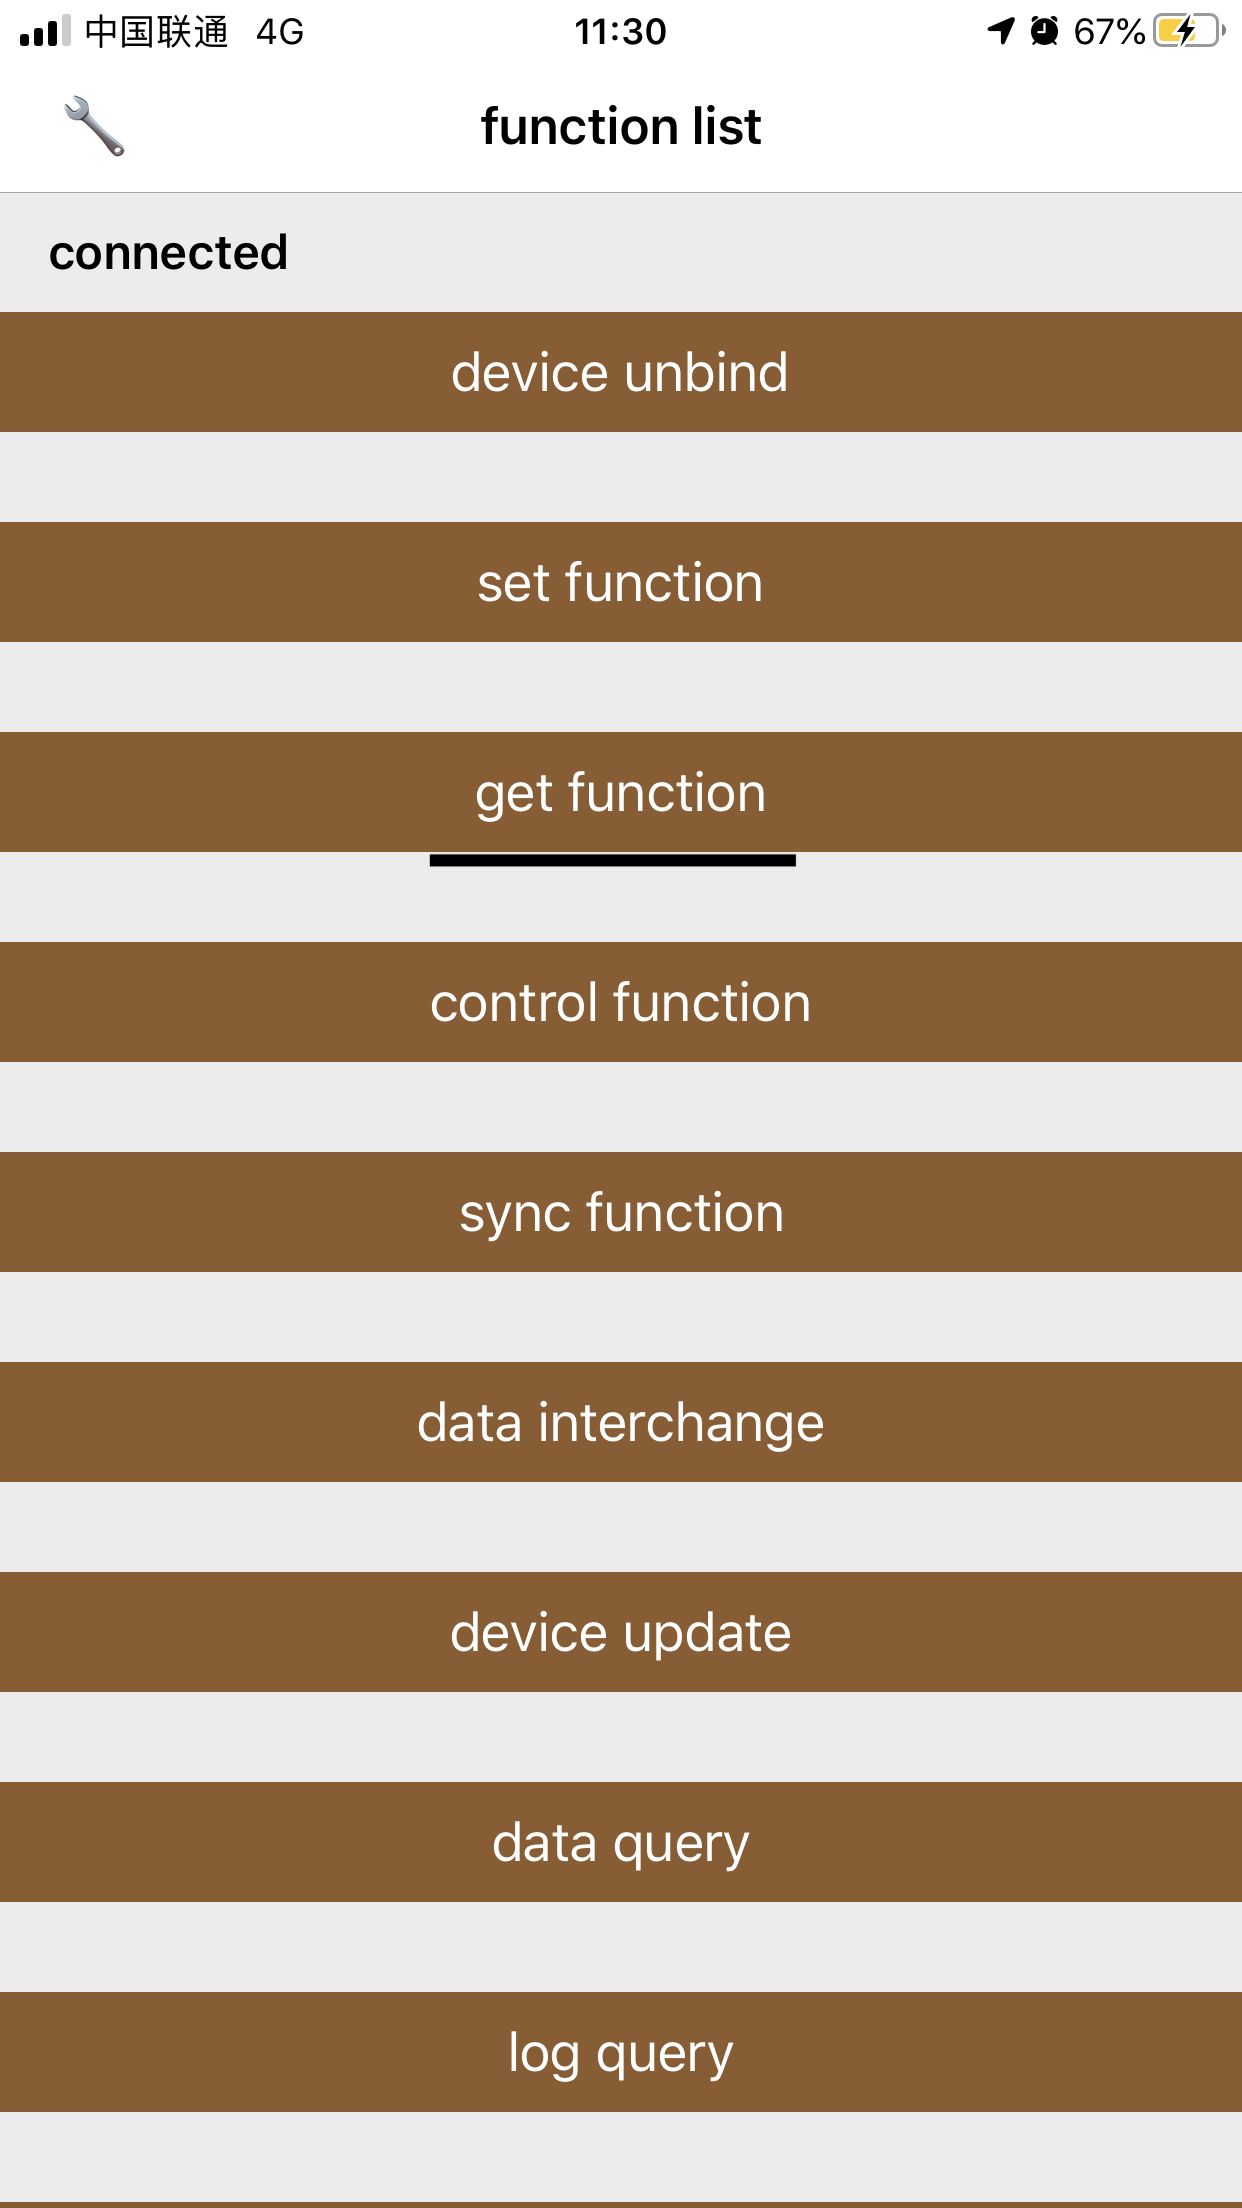 中国联通 4G 11:30 67%
function list
connected
device unbind
set function
get function
control function
sync function
data interchange
device update
data query
log query